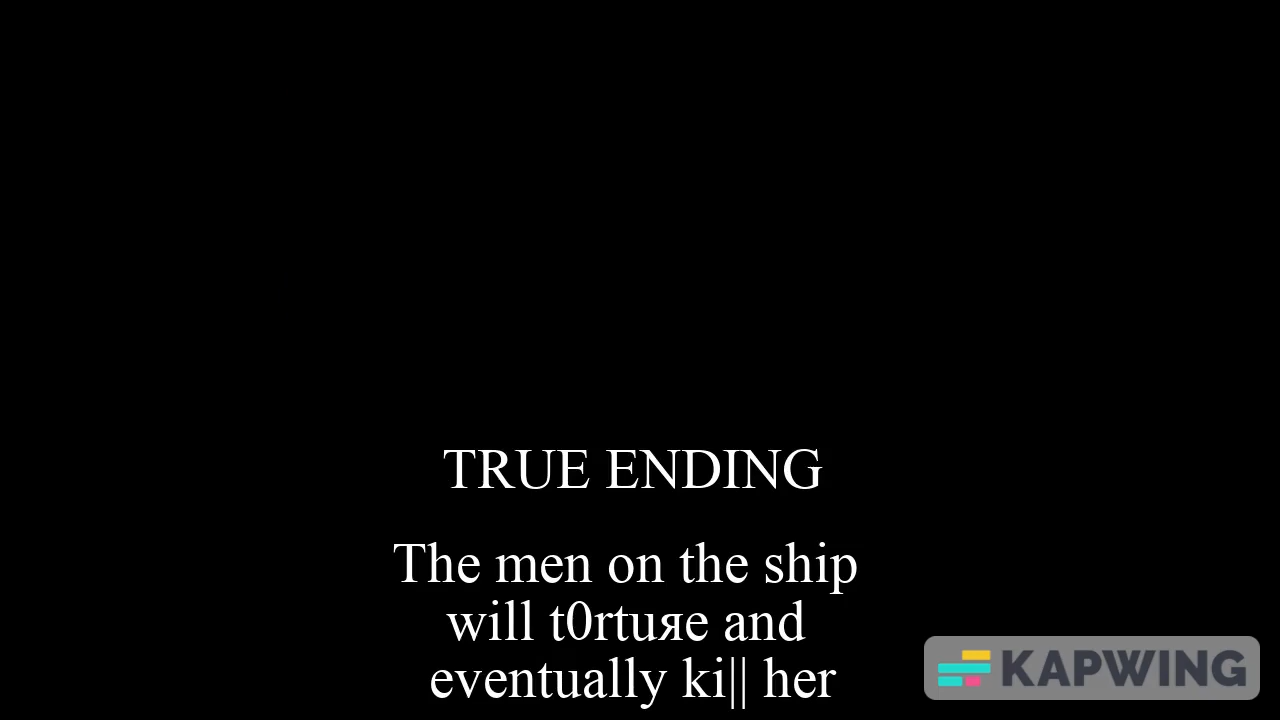 TRUE ENDING
The men on the ship
will t0rtuяe and
eventually ki|| her
KAPWING